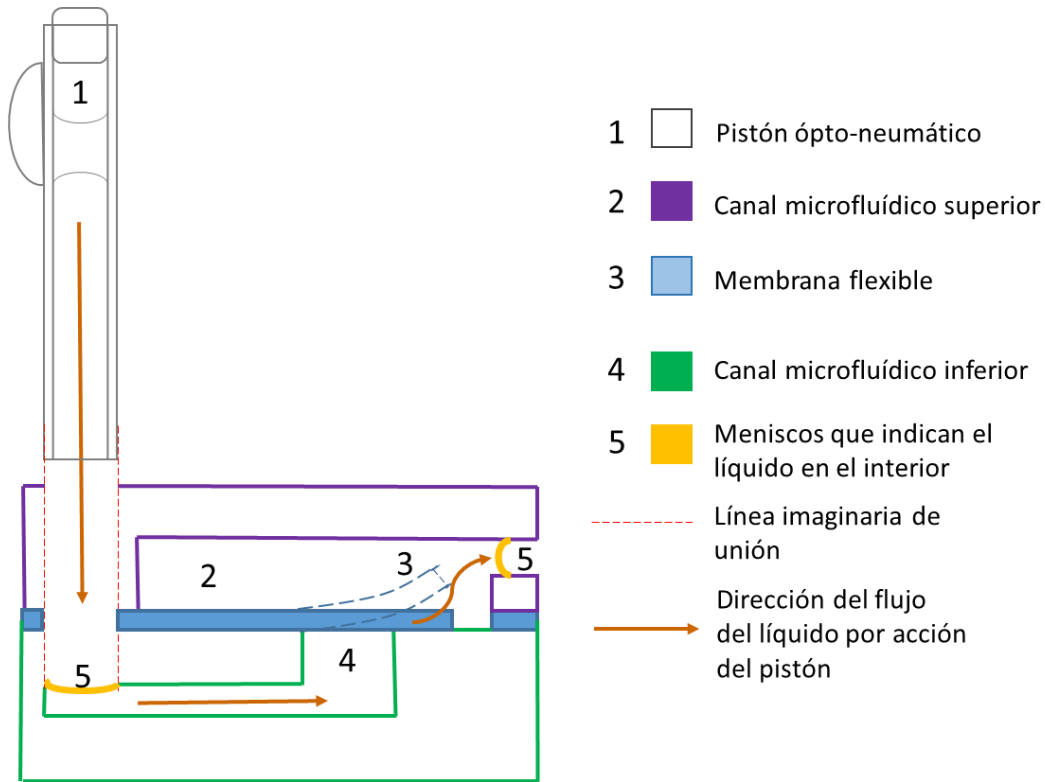 1
1 Pistón ópto-neumático
2 Canal microfluídico superior
3 Membrana flexible
4 Canal microfluídico inferior
5 Meniscos que indican el
líquido en el interior
Línea imaginaria de
unión
Dirección del flujo
del líquido por acción
del pistón
3
5
2
4
5